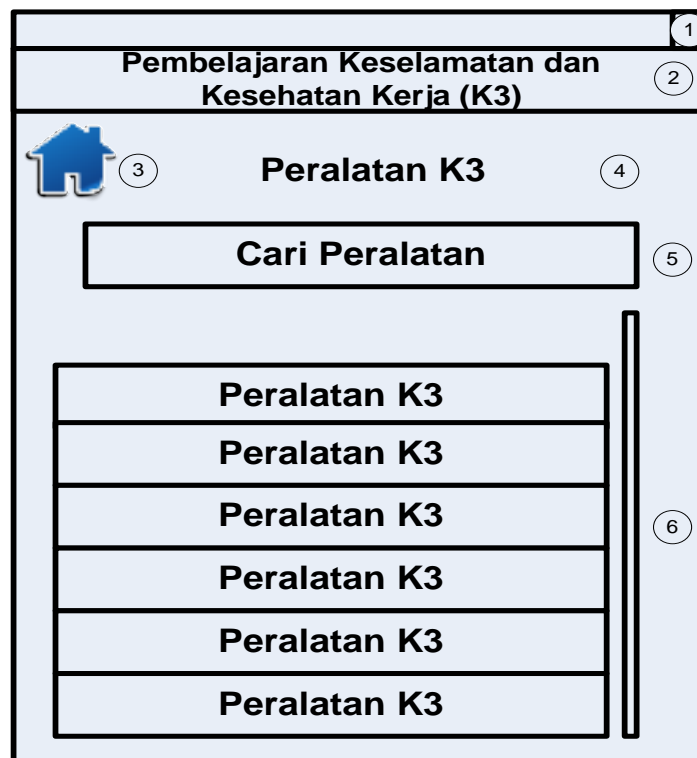 1
Pembelajaran Keselamatan dan
Kesehatan Kerja (K3)
2
3
Peralatan K3
4
Cari Peralatan
5
Peralatan K3
Peralatan K3
Peralatan K3
Peralatan K3
Peralatan K3
Peralatan K3
6